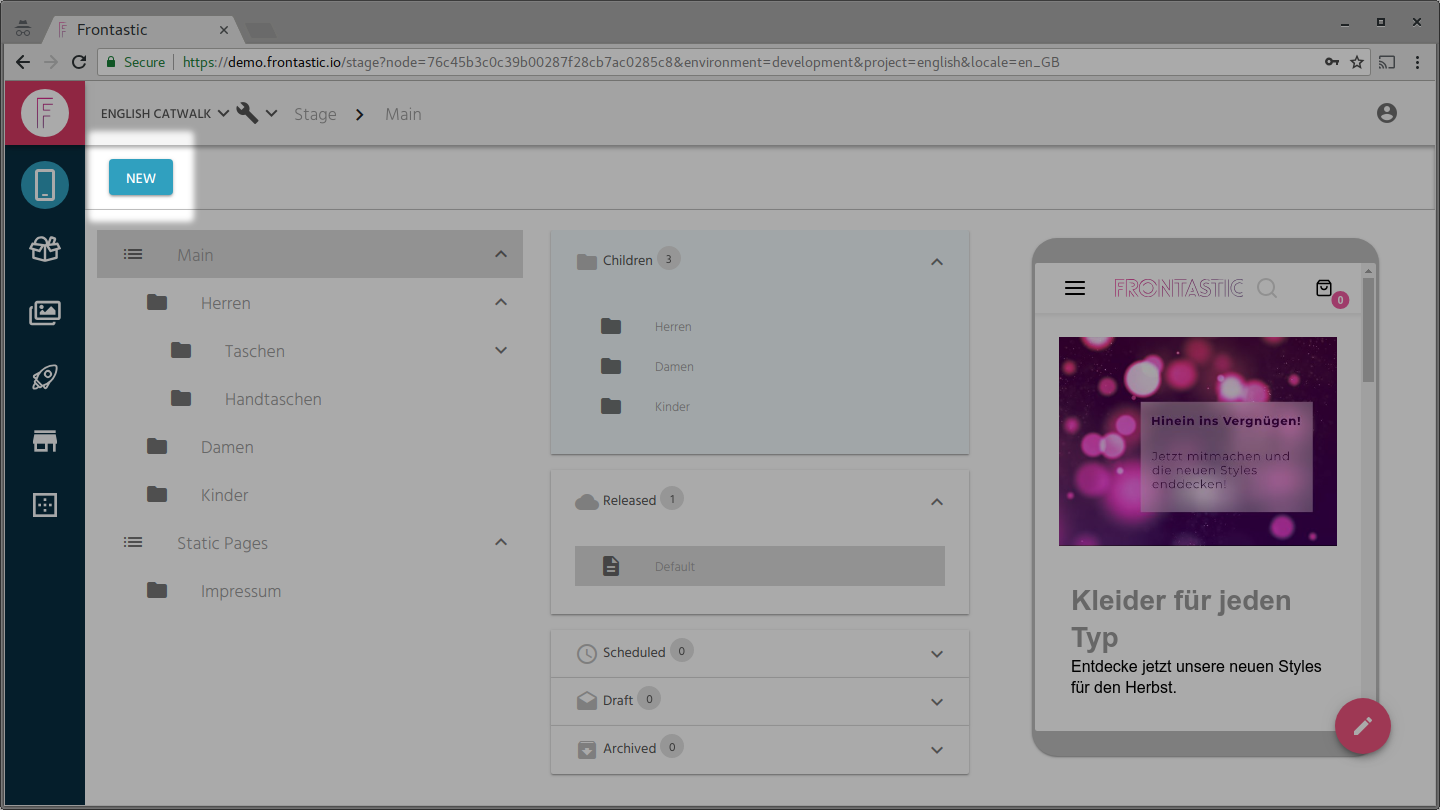 Frontastic
Secure https://demo.frontastic.io/stage?node=76c45b3c0c39b00287f28cb7ac0285c8&environment=development&project=english&locale=en_GB
ENGLISH CATWALK Stage Main
NEW
Main
Herren
Taschen
Handtaschen
Damen
Kinder
Static Pages
Impressum
Children 3
Herren
Damen
Kinder
Released 1
Default
Scheduled 0
Draft 0
Archived 0
FRONTASTIC
0
Hinein ins Vergnügen!
Jetzt mitmachen und
die neuen Styles
enddecken!
Kleider für jeden
Typ
Entdecke jetzt unsere neuen Styles
für den Herbst.